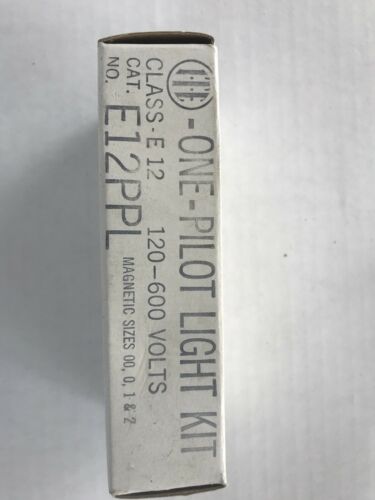 ITE -ONE-PILOT LIGHT KIT
CLASS-E 12 120-600 VOLTS
CAT. NO. E12PPL MAGNETIC SIZES 00, 0, 1 & 2